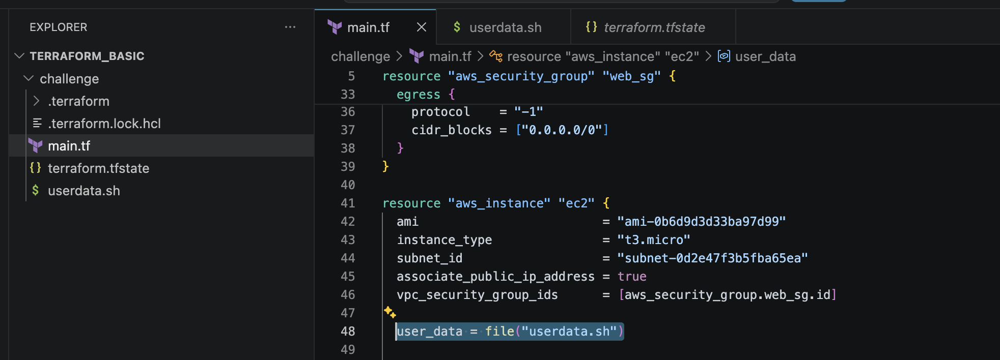 EXPLORER
TERRAFORM_BASIC
challenge
.terraform
.terraform.lock.hcl
main.tf
terraform.tfstate
userdata.sh
main.tf
userdata.sh
terraform.tfstate
challenge > main.tf > resource "aws_instance" "ec2" > user_data
5 resource "aws_security_group" "web_sg" {
33 egress {
36 protocol = "-1"
37 cidr_blocks = ["0.0.0.0/0"]
38 }
39 }
40
41 resource "aws_instance" "ec2" {
42 ami = "ami-0b6d9d3d33ba97d99"
43 instance_type = "t3.micro"
44 subnet_id = "subnet-0d2e47f3b5fba65ea"
45 associate_public_ip_address = true
46 vpc_security_group_ids = [aws_security_group.web_sg.id]
47
48 user_data = file("userdata.sh")
49